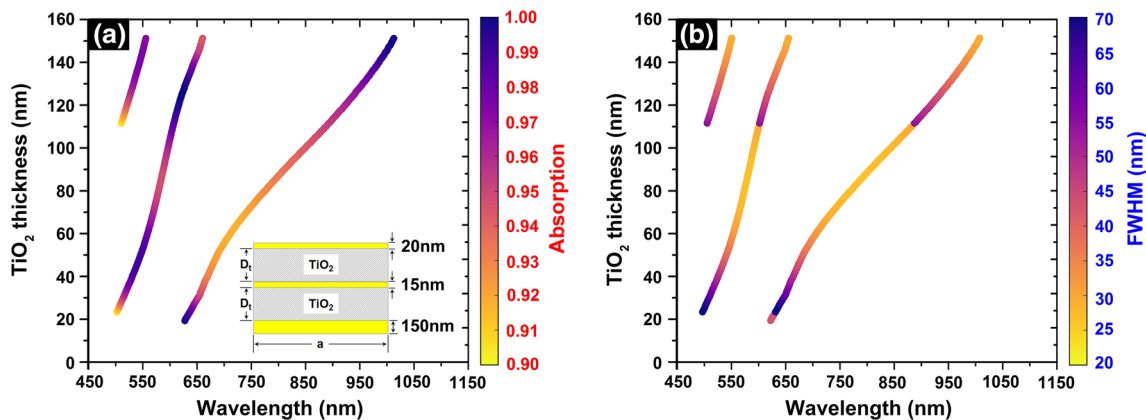 (a)
TiO2 thickness (nm)
160
140
120
100
80
60
40
20
0
450 550 650 750 850 950 1050 1150
Wavelength (nm)
Dt
TiO2
20nm
15nm
Dt
TiO2
150nm
a
1.00
0.99
0.98
0.97
0.96
0.95
0.94
0.93
0.92
0.91
0.90
Absorption
(b)
TiO2 thickness (nm)
160
140
120
100
80
60
40
20
0
450 550 650 750 850 950 1050 1150
Wavelength (nm)
70
65
60
55
50
45
40
35
30
25
20
FWHM (nm)